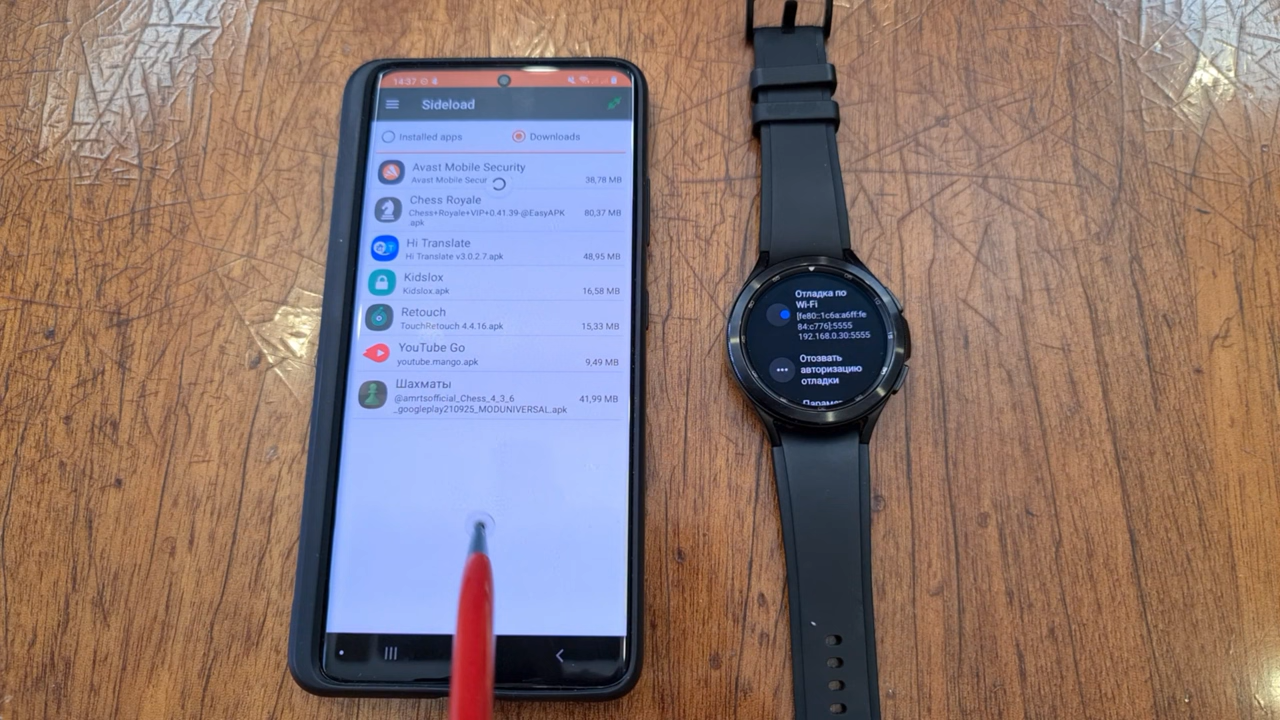 14:37
Sideload
Installed apps
Downloads
Avast Mobile Security
Avast Mobile Secur
38,78 MB
Chess Royale
Chess+Royale+VIP+0.41.39-@EasyAPK
.apk
80,37 MB
Hi Translate
Hi Translate v3.0.2.7.apk
48,95 MB
Kidslox
Kidslox.apk
16,58 MB
Retouch
TouchRetouch 4.4.16.apk
15,33 MB
YouTube Go
youtube.mango.apk
9,49 MB
Шахматы
@amrtsofficial_Chess_4_3_6
_googleplay210925_MODUNIVERSAL.apk
41,99 MB
Отладка по
Wi-Fi
[fe80::1c6a:a6ff:fe
84:c776]:5555
192.168.0.30:5555
Отозвать
авторизацию
отладки
Парам